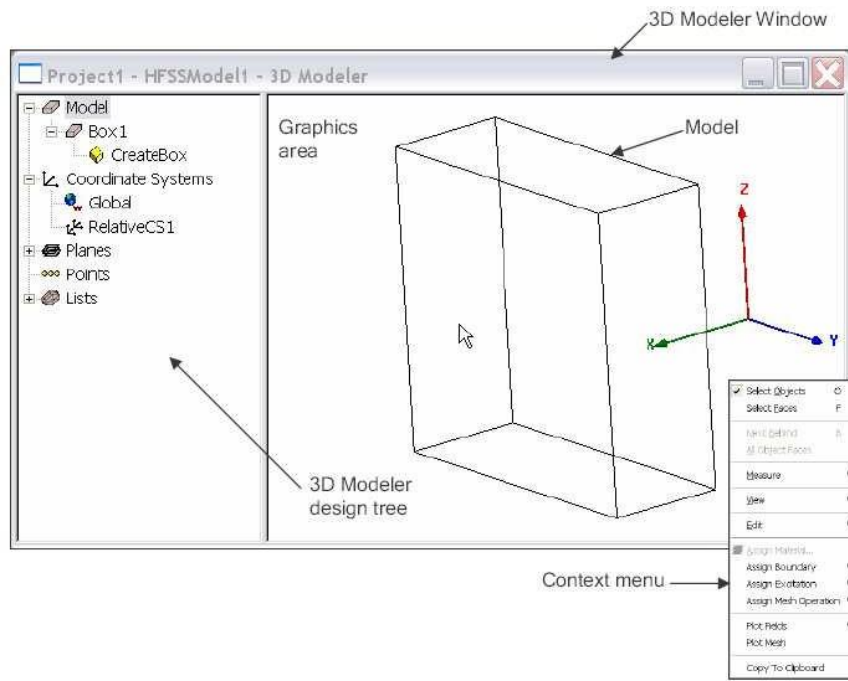 3D Modeler Window
Project1 - HFSSModel1 - 3D Modeler
Model
Box1
CreateBox
Coordinate Systems
Global
RelativeCS1
Planes
Points
Lists
Graphics
area
Model
Z
X
Y
3D Modeler
design tree
Context menu
Select Objects O
Select Faces F
Next Behind B
All Object Faces
Measure
View
Edit
Assign Material...
Assign Boundary
Assign Excitation
Assign Mesh Operation
Plot Fields
Plot Mesh
Copy To Clipboard